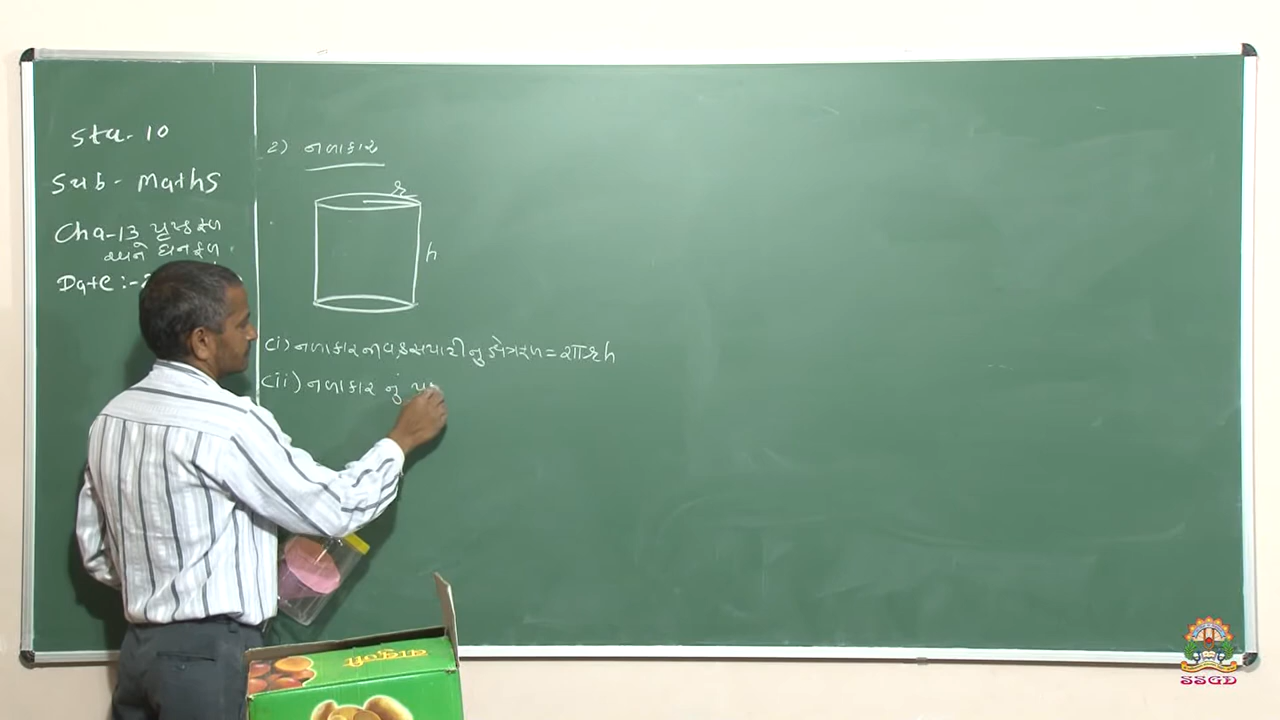 Std - 10
Sub - Maths
Cha-13 પૃષ્ઠફળ
અને ઘનફળ
Date :-
2) નળાકાર
r
h
(i) નળાકારના વક્રસપાટીનું ક્ષેત્રફળ = 2πrh
(ii) નળાકાર નું
SSGD